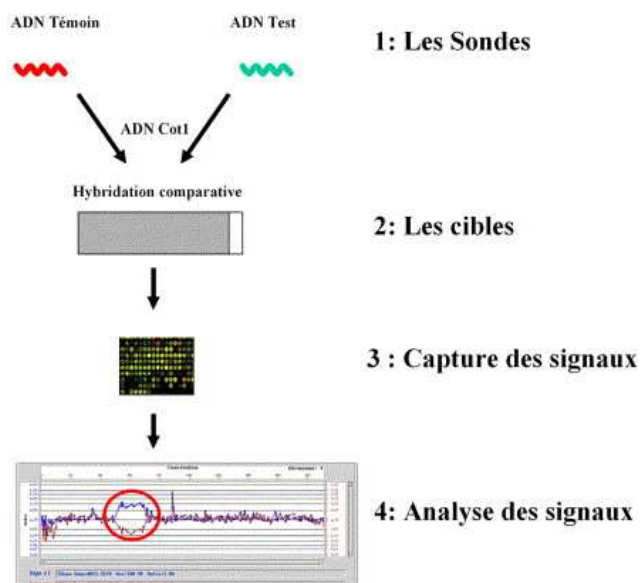 ADN Témoin
ADN Test
1: Les Sondes
ADN Cot1
Hybridation comparative
2: Les cibles
3 : Capture des signaux
4: Analyse des signaux